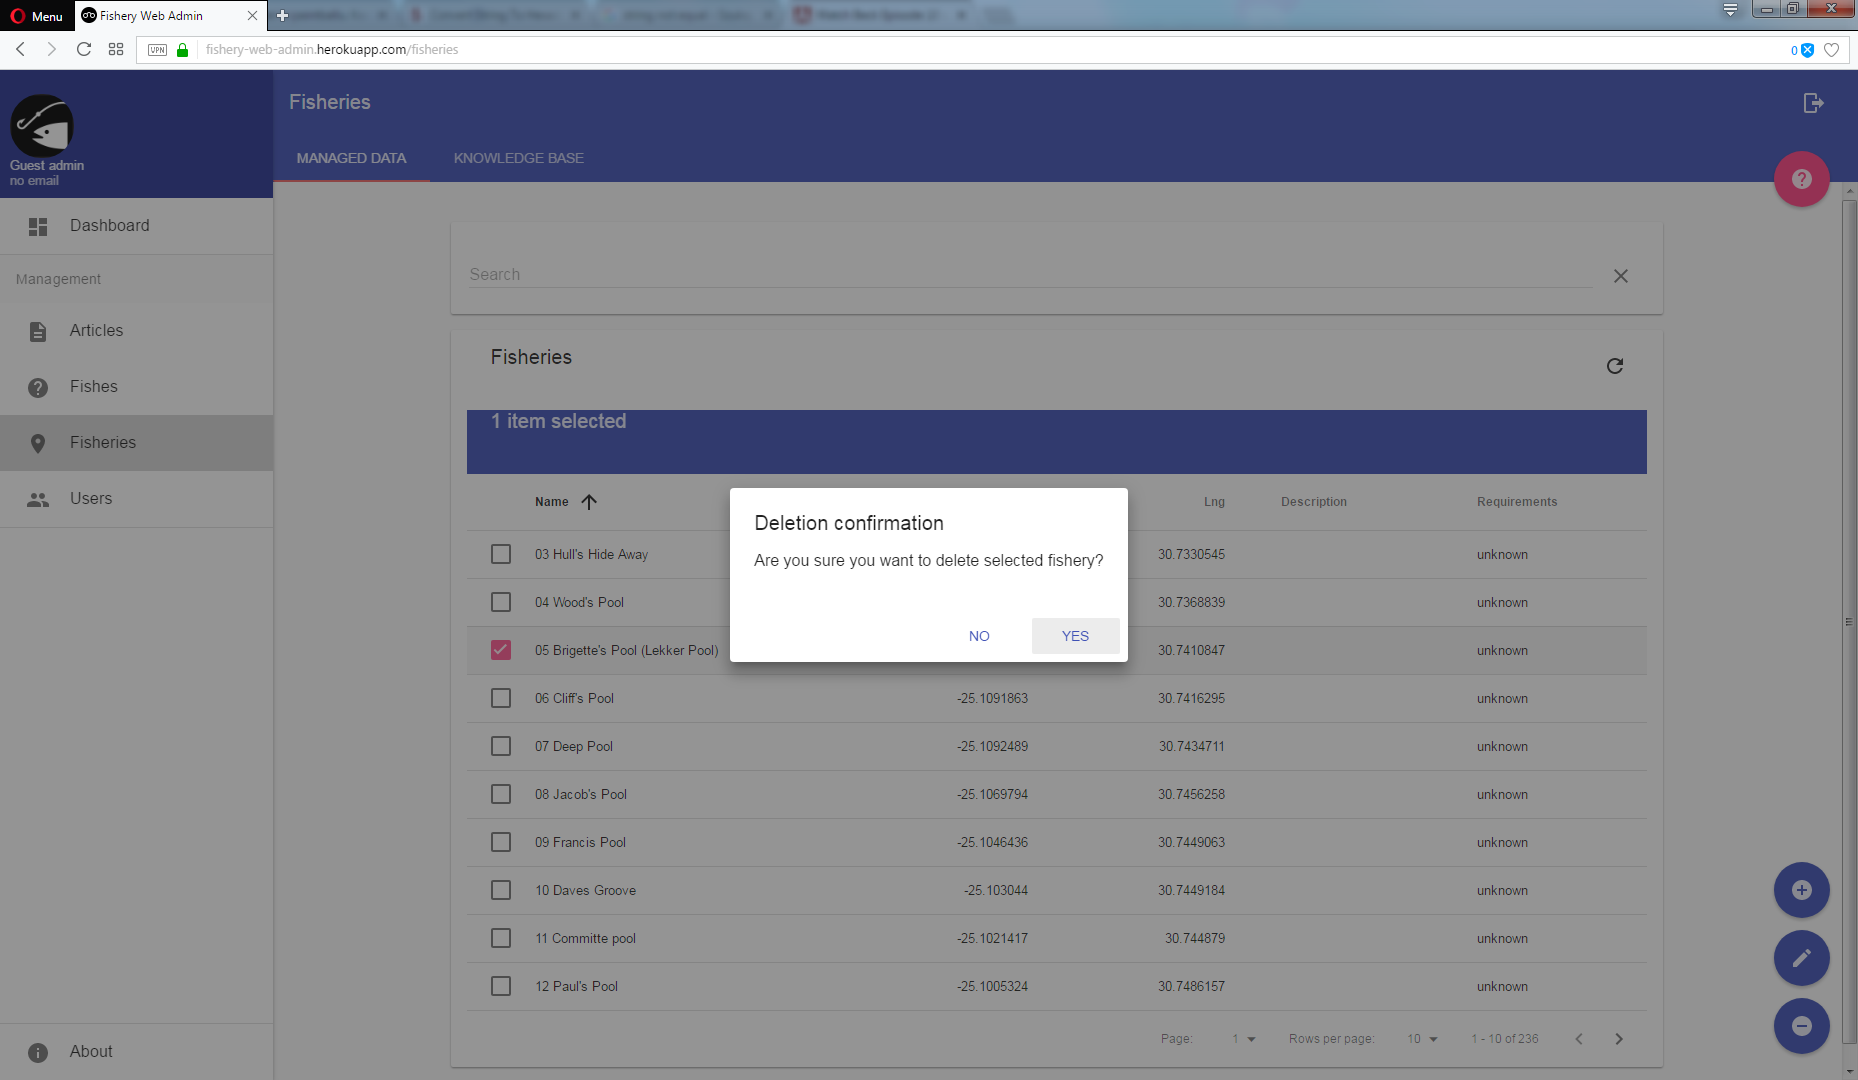 Menu
Fishery Web Admin
VPN
fishery-web-admin.herokuapp.com/fisheries
0
Guest admin
no email
Fisheries
MANAGED DATA
KNOWLEDGE BASE
Dashboard
Management
Articles
Fishes
Fisheries
Users
About
Search
Fisheries
1 item selected
Name Lng Description Requirements
03 Hull's Hide Away 30.7330545 unknown
04 Wood's Pool 30.7368839 unknown
05 Brigette's Pool (Lekker Pool) 30.7410847 unknown
06 Cliff's Pool -25.1091863 30.7416295 unknown
07 Deep Pool -25.1092489 30.7434711 unknown
08 Jacob's Pool -25.1069794 30.7456258 unknown
09 Francis Pool -25.1046436 30.7449063 unknown
10 Daves Groove -25.103044 30.7449184 unknown
11 Committe pool -25.1021417 30.744879 unknown
12 Paul's Pool -25.1005324 30.7486157 unknown
Page: 1 Rows per page: 10 1 - 10 of 236
Deletion confirmation
Are you sure you want to delete selected fishery?
NO YES